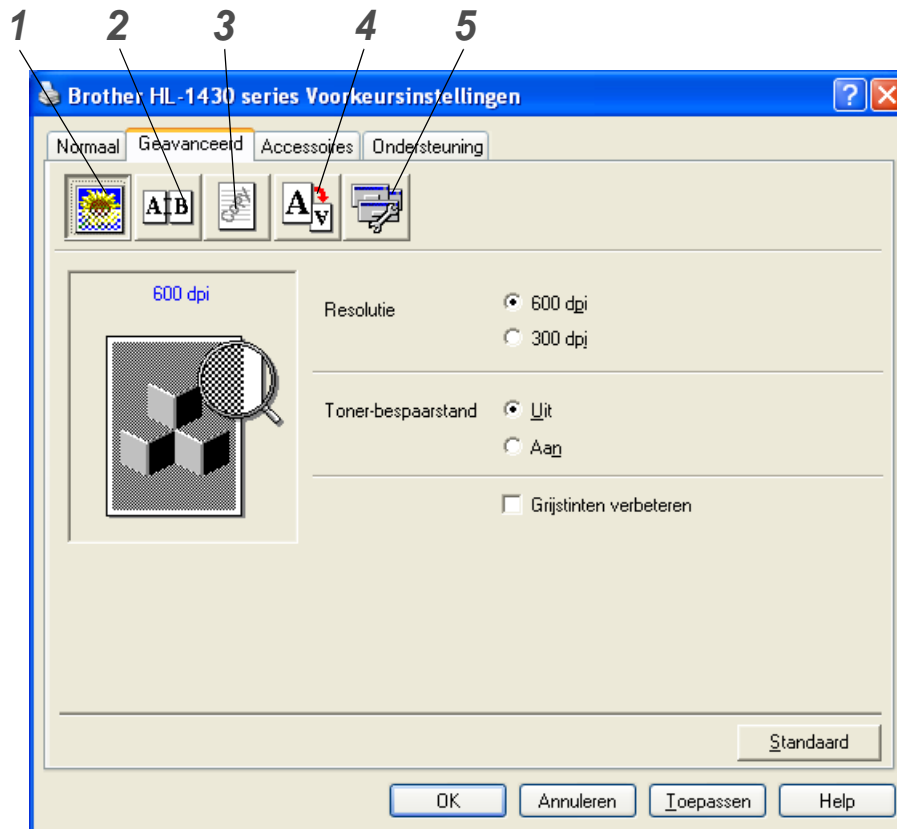 1 2 3 4 5
Brother HL-1430 series Voorkeursinstellingen
Normaal Geavanceerd Accessoires Ondersteuning
A B COPY A A
600 dpi
Resolutie 600 dpi
300 dpi
Toner-bespaarstand Uit
Aan
Grijstinten verbeteren
Standaard
OK Annuleren Toepassen Help